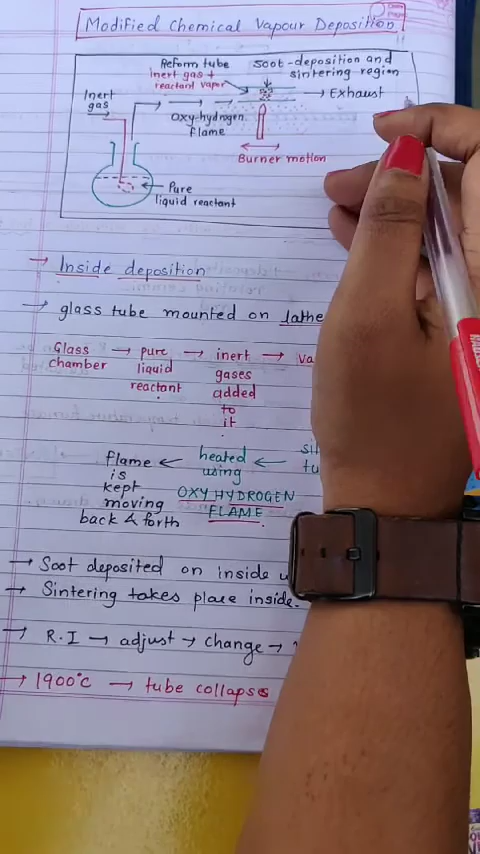 Modified Chemical Vapour Deposition
Reform tube
inert gas +
reactant vapor
Soot-deposition and
sintering region
→ Exhaust
Inert
gas
Oxy-hydrogen
flame
Burner motion
Pure
liquid reactant
→ Inside deposition
→ glass tube mounted on lathe
Glass chamber → pure liquid reactant → inert gases added to it →
flame is kept moving back & forth ← heated using OXY HYDROGEN FLAME ←
→ Soot deposited on inside
→ Sintering takes place inside.
→ R.I → adjust → change →
→ 1900°c → tube collapses